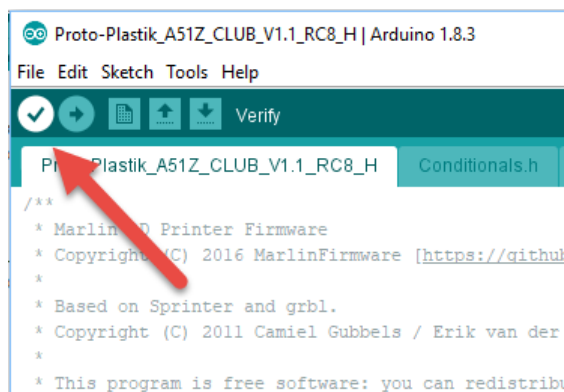 Proto-Plastik_A51Z_CLUB_V1.1_RC8_H | Arduino 1.8.3
File Edit Sketch Tools Help
Verify
Plastik_A51Z_CLUB_V1.1_RC8_H Conditionals.h
/**
* Marlin D Printer Firmware
* Copyright (C) 2016 MarlinFirmware [https://github
*
* Based on Sprinter and grbl.
* Copyright (C) 2011 Camiel Gubbels / Erik van der
*
* This program is free software: you can redistribu